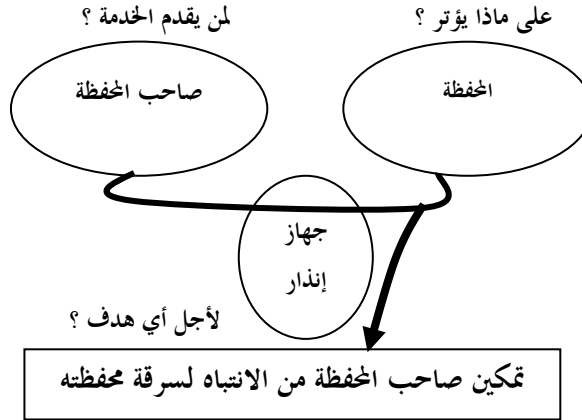 على ماذا يؤتر ؟
لمن يقدم الخدمة ؟
المحفظة
صاحب المحفظة
جهاز
إنذار
لأجل أي هدف ؟
تمكين صاحب المحفظة من الانتباه لسرقة محفظته